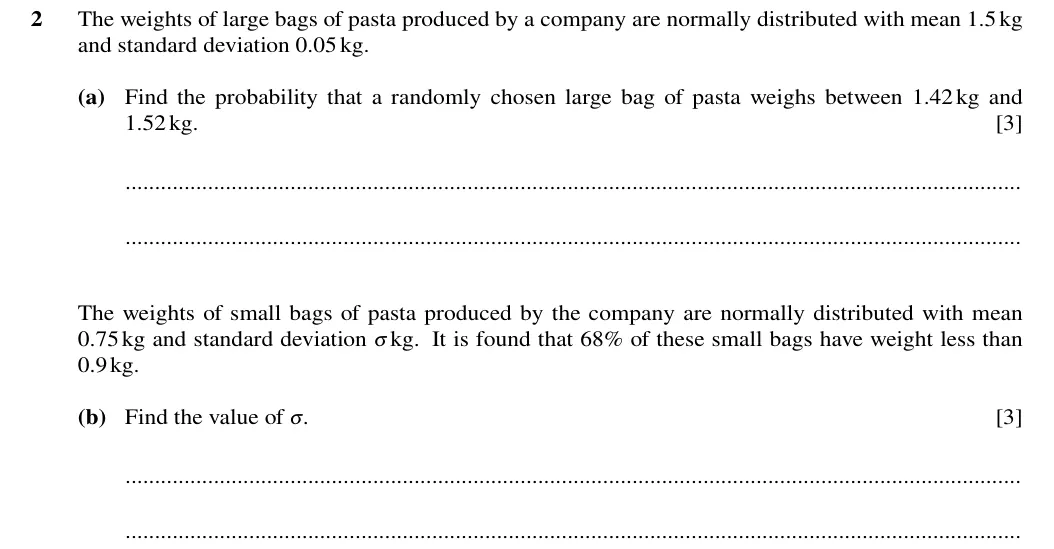 2 The weights of large bags of pasta produced by a company are normally distributed with mean 1.5 kg
and standard deviation 0.05 kg.
(a) Find the probability that a randomly chosen large bag of pasta weighs between 1.42 kg and
1.52 kg. [3]
................................................................................
................................................................................
The weights of small bags of pasta produced by the company are normally distributed with mean
0.75 kg and standard deviation σ kg. It is found that 68% of these small bags have weight less than
0.9 kg.
(b) Find the value of σ. [3]
................................................................................
................................................................................